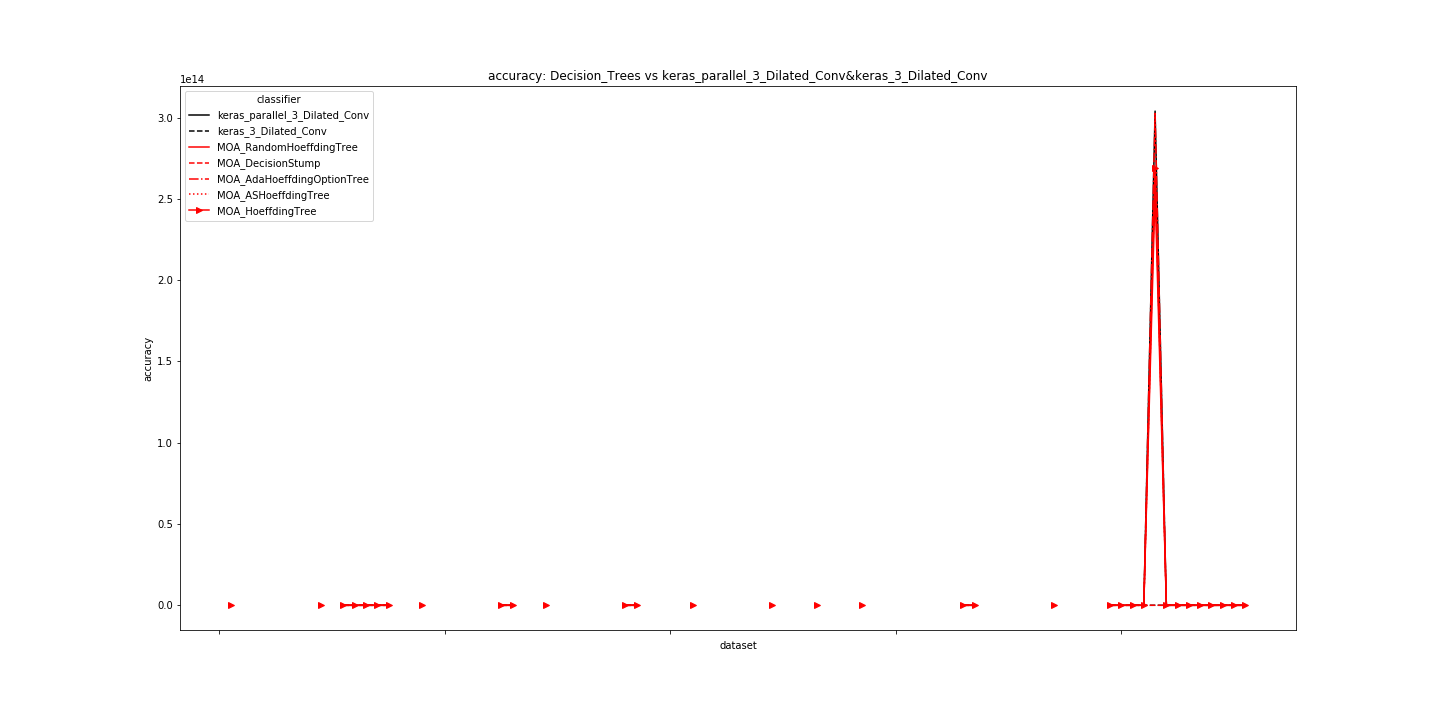 accuracy: Decision_Trees vs keras_parallel_3_Dilated_Conv&keras_3_Dilated_Conv
1e14
classifier
keras_parallel_3_Dilated_Conv
keras_3_Dilated_Conv
MOA_RandomHoeffdingTree
MOA_DecisionStump
MOA_AdaHoeffdingOptionTree
MOA_ASHoeffdingTree
MOA_HoeffdingTree
3.0
2.5
2.0
1.5
1.0
0.5
0.0
accuracy
dataset